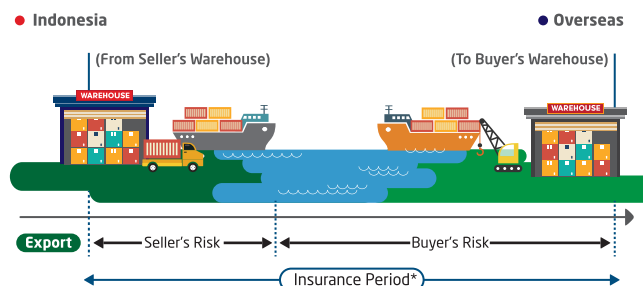 Indonesia
Overseas
(From Seller's Warehouse)
(To Buyer's Warehouse)
WAREHOUSE
WAREHOUSE
Export
Seller's Risk
Buyer's Risk
Insurance Period*